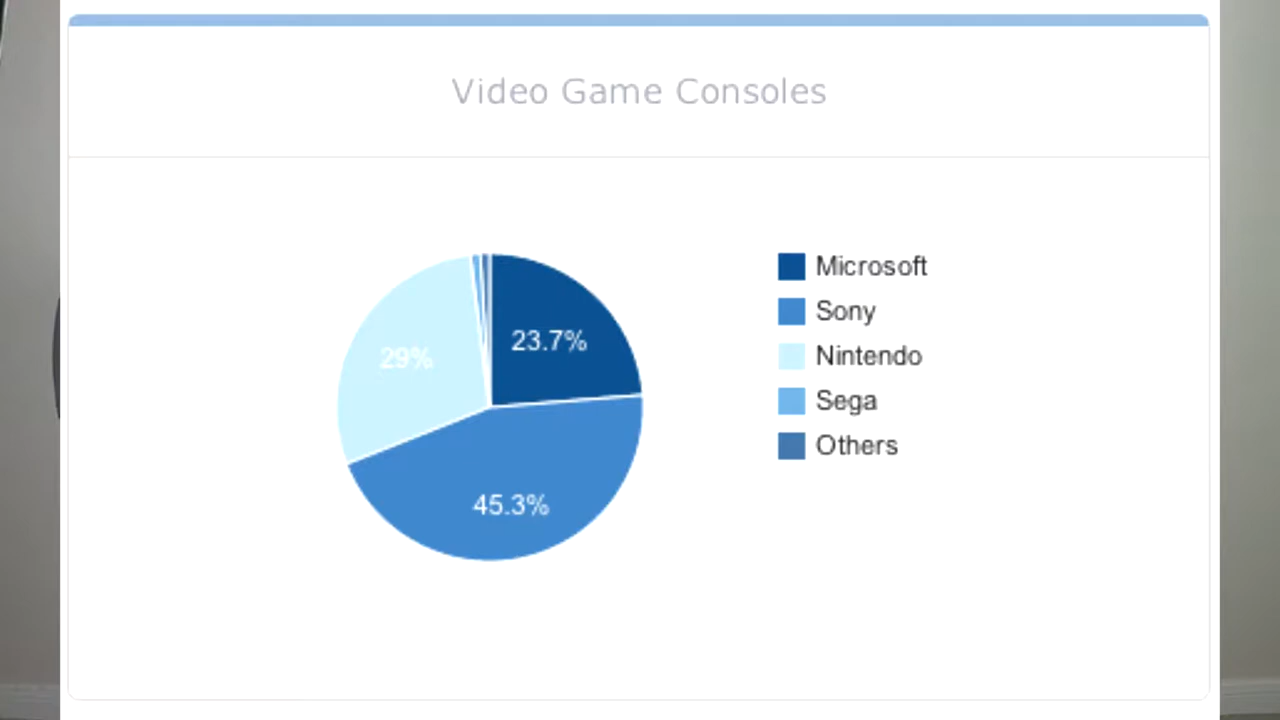 Video Game Consoles
23.7%
29%
45.3%
Microsoft
Sony
Nintendo
Sega
Others